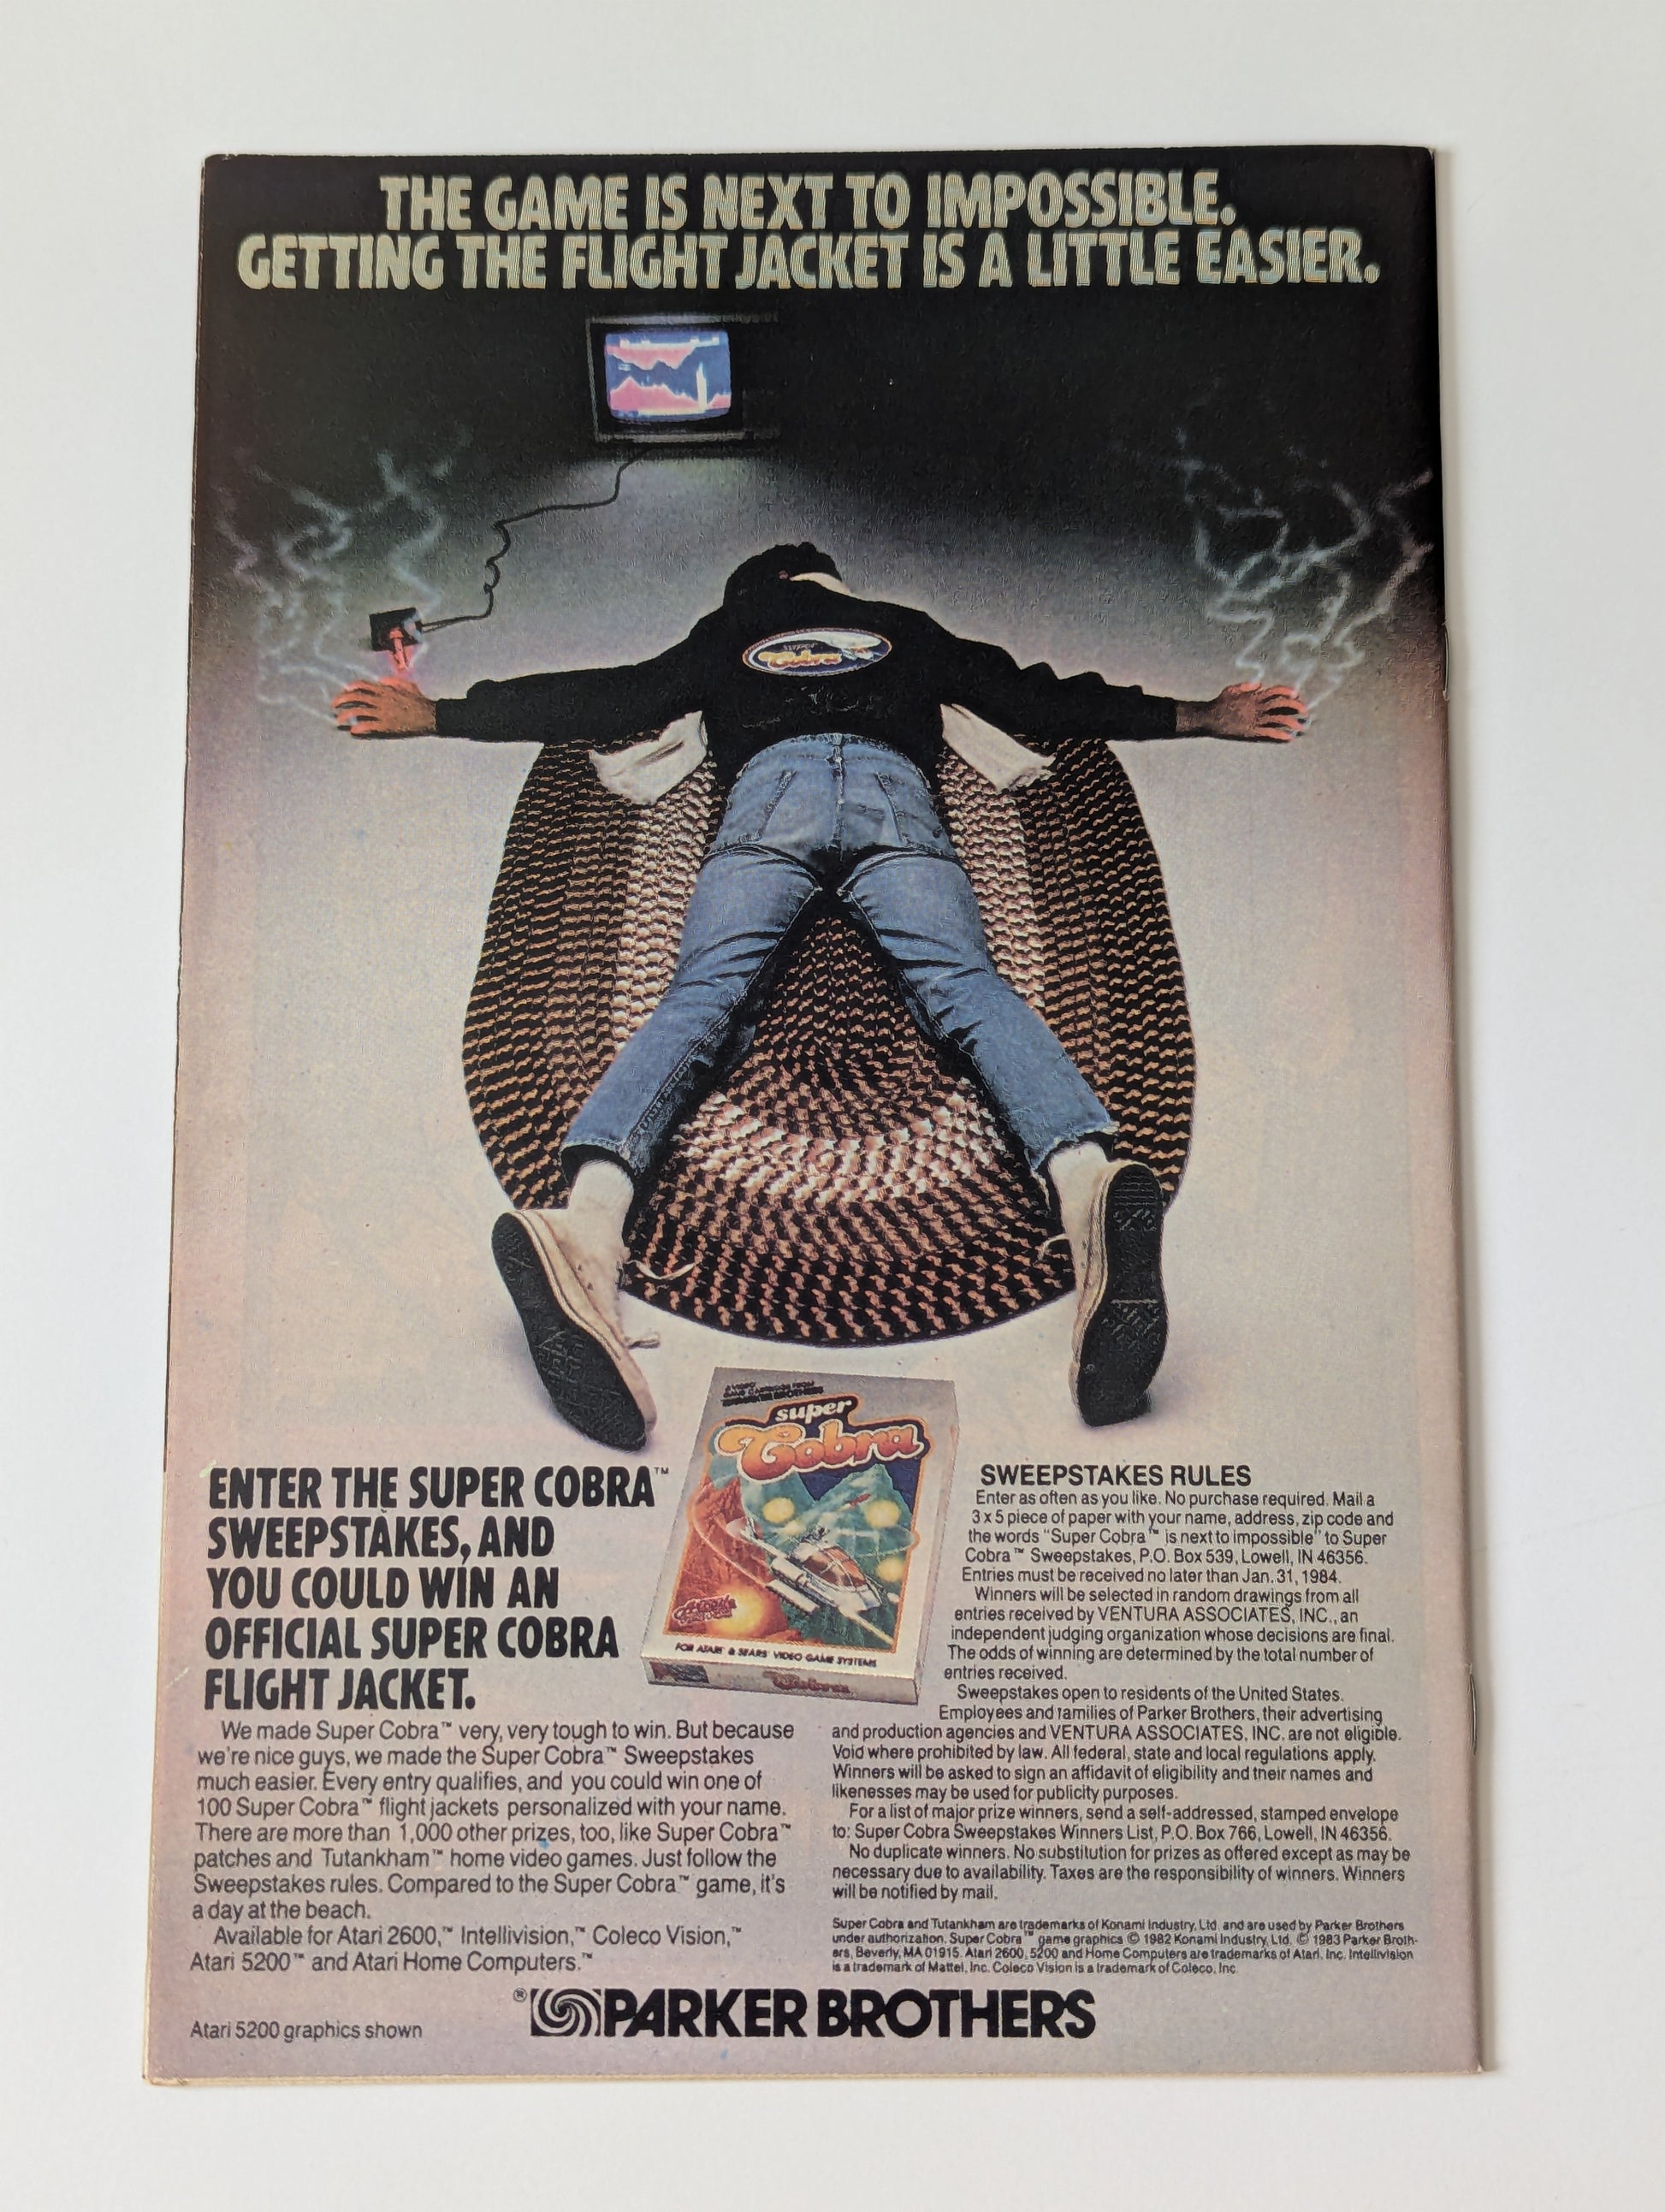 THE GAME IS NEXT TO IMPOSSIBLE.
GETTING THE FLIGHT JACKET IS A LITTLE EASIER.
super
Cobra
PARKER BROTHERS
super
Cobra
FOR ATARI & SEARS VIDEO GAME SYSTEMS
ENTER THE SUPER COBRA™
SWEEPSTAKES, AND
YOU COULD WIN AN
OFFICIAL SUPER COBRA
FLIGHT JACKET.
We made Super Cobra™ very, very tough to win. But because
we're nice guys, we made the Super Cobra™ Sweepstakes
much easier. Every entry qualifies, and you could win one of
100 Super Cobra™ flight jackets personalized with your name.
There are more than 1,000 other prizes, too, like Super Cobra™
patches and Tutankham™ home video games. Just follow the
Sweepstakes rules. Compared to the Super Cobra™ game, it's
a day at the beach.
Available for Atari 2600,™ Intellivision,™ Coleco Vision,™
Atari 5200™ and Atari Home Computers.™
SWEEPSTAKES RULES
Enter as often as you like. No purchase required. Mail a
3 x 5 piece of paper with your name, address, zip code and
the words "Super Cobra™ is next to impossible" to Super
Cobra™ Sweepstakes, P.O. Box 539, Lowell, IN 46356.
Entries must be received no later than Jan. 31, 1984.
Winners will be selected in random drawings from all
entries received by VENTURA ASSOCIATES, INC., an
independent judging organization whose decisions are final.
The odds of winning are determined by the total number of
entries received.
Sweepstakes open to residents of the United States.
Employees and families of Parker Brothers, their advertising
and production agencies and VENTURA ASSOCIATES, INC. are not eligible.
Void where prohibited by law. All federal, state and local regulations apply.
Winners will be asked to sign an affidavit of eligibility and their names and
likenesses may be used for publicity purposes.
For a list of major prize winners, send a self-addressed, stamped envelope
to: Super Cobra Sweepstakes Winners List, P.O. Box 766, Lowell, IN 46356.
No duplicate winners. No substitution for prizes as offered except as may be
necessary due to availability. Taxes are the responsibility of winners. Winners
will be notified by mail.
Super Cobra and Tutankham are trademarks of Konami Industry, Ltd. and are used by Parker Brothers
under authorization. Super Cobra™ game graphics © 1982 Konami Industry, Ltd. © 1983 Parker Broth-
ers, Beverly, MA 01915. Atari 2600, 5200 and Home Computers are trademarks of Atari, Inc. Intellivision
is a trademark of Mattel, Inc. Coleco Vision is a trademark of Coleco, Inc.
Atari 5200 graphics shown
® PARKER BROTHERS